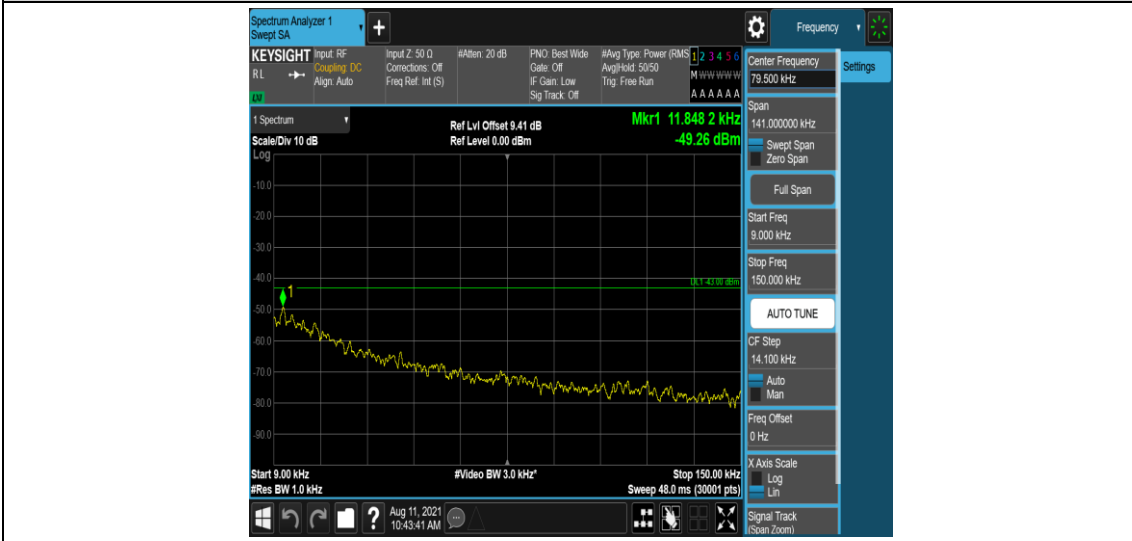 Spectrum Analyzer 1
Swept SA
+
Frequency
KEYSIGHT
RL
Input: RF
Coupling: DC
Align: Auto
Input Z: 50 Ω
Corrections: Off
Freq Ref: Int (S)
#Atten: 20 dB
PNO: Best Wide
Gate: Off
IF Gain: Low
Sig Track: Off
#Avg Type: Power (RMS
Avg|Hold: 50/50
Trig: Free Run
1 2 3 4 5 6
M W W W W W
A A A A A A
1 Spectrum
Scale/Div 10 dB
Ref Lvl Offset 9.41 dB
Ref Level 0.00 dBm
Mkr1 11.848 2 kHz
-49.26 dBm
Log
-10.0
-20.0
-30.0
-40.0
DL1 -43.00 dBm
1
-50.0
-60.0
-70.0
-80.0
-90.0
Start 9.00 kHz
#Video BW 3.0 kHz*
Stop 150.00 kHz
#Res BW 1.0 kHz
Sweep 48.0 ms (30001 pts)
?
Aug 11, 2021
10:43:41 AM
Center Frequency
79.500 kHz
Settings
Span
141.000000 kHz
Swept Span
Zero Span
Full Span
Start Freq
9.000 kHz
Stop Freq
150.000 kHz
AUTO TUNE
CF Step
14.100 kHz
Auto
Man
Freq Offset
0 Hz
X Axis Scale
Log
Lin
Signal Track
(Span Zoom)